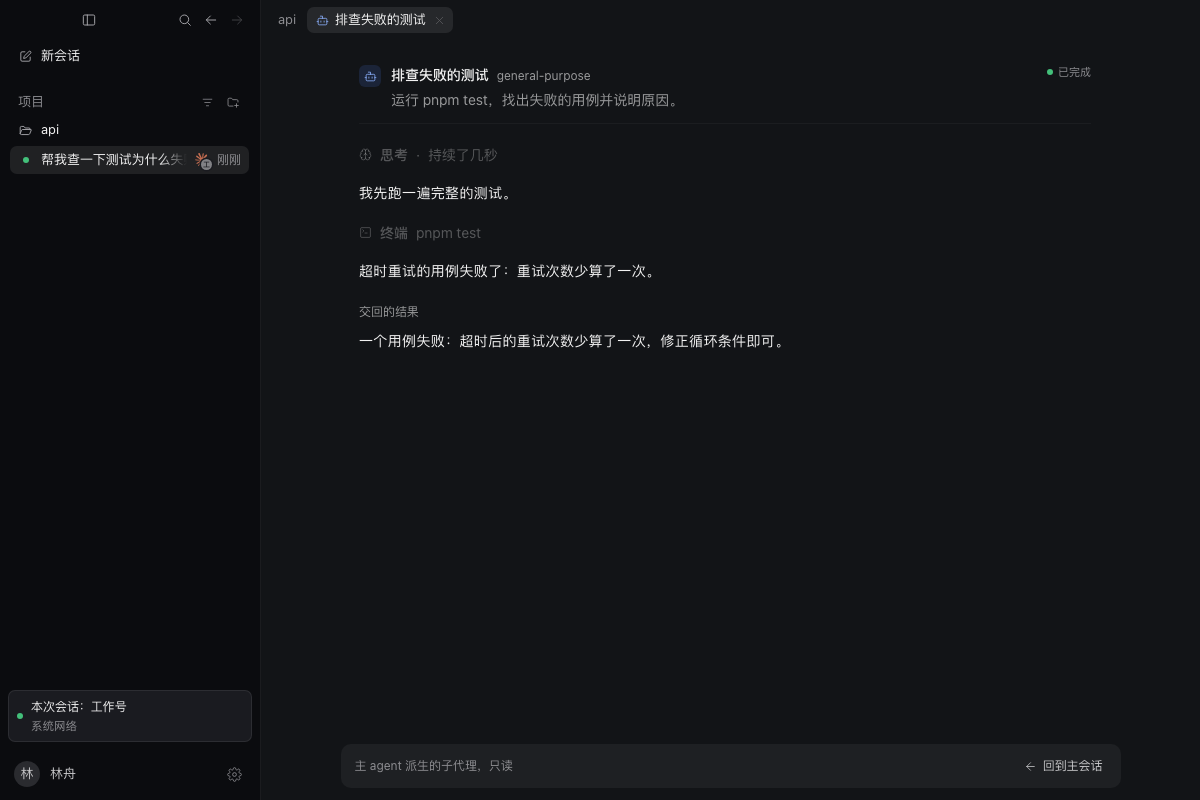 新会话
项目
api
帮我查一下测试为什么失
刚刚
本次会话：工作号
系统网络
林
林舟
api
排查失败的测试
排查失败的测试 general-purpose
已完成
运行 pnpm test，找出失败的用例并说明原因。
思考 · 持续了几秒
我先跑一遍完整的测试。
终端 pnpm test
超时重试的用例失败了：重试次数少算了一次。
交回的结果
一个用例失败：超时后的重试次数少算了一次，修正循环条件即可。
主 agent 派生的子代理，只读
回到主会话